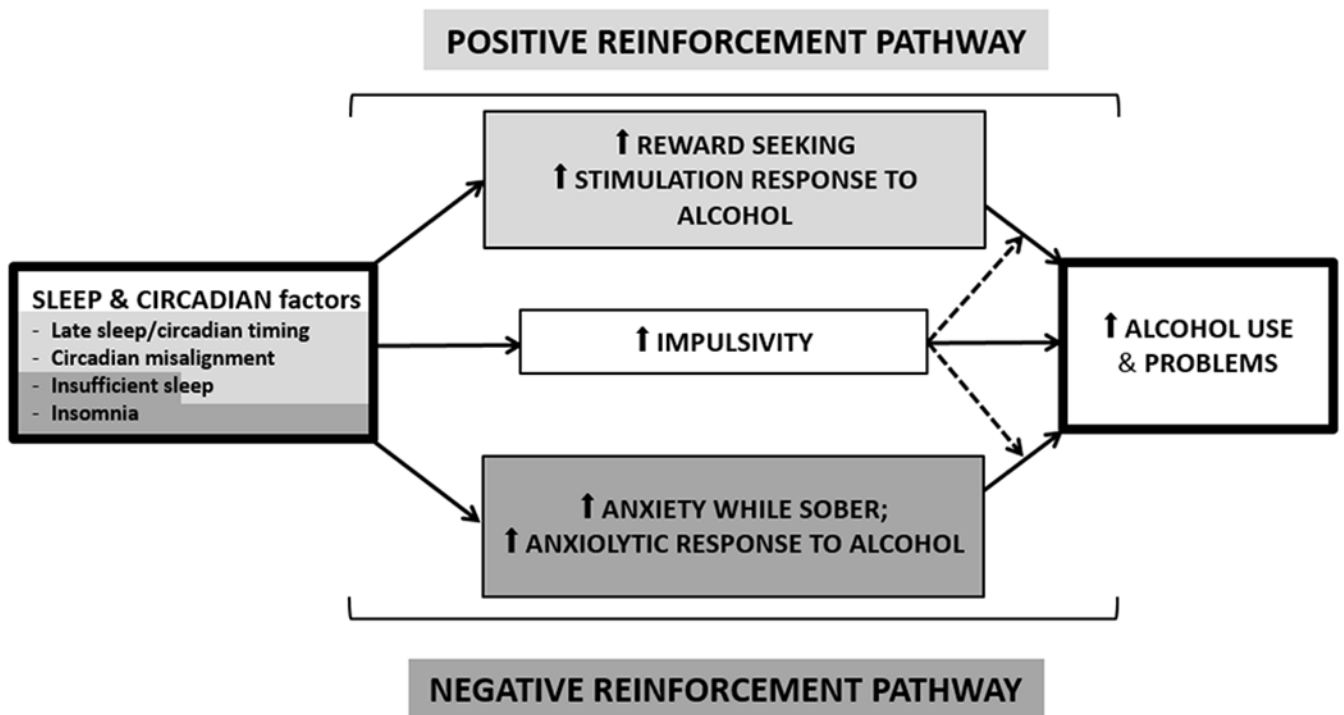 POSITIVE REINFORCEMENT PATHWAY
⬆ REWARD SEEKING
⬆ STIMULATION RESPONSE TO
ALCOHOL
SLEEP & CIRCADIAN factors
- Late sleep/circadian timing
- Circadian misalignment
- Insufficient sleep
- Insomnia
⬆ IMPULSIVITY
⬆ ALCOHOL USE
& PROBLEMS
⬆ ANXIETY WHILE SOBER;
⬆ ANXIOLYTIC RESPONSE TO ALCOHOL
NEGATIVE REINFORCEMENT PATHWAY